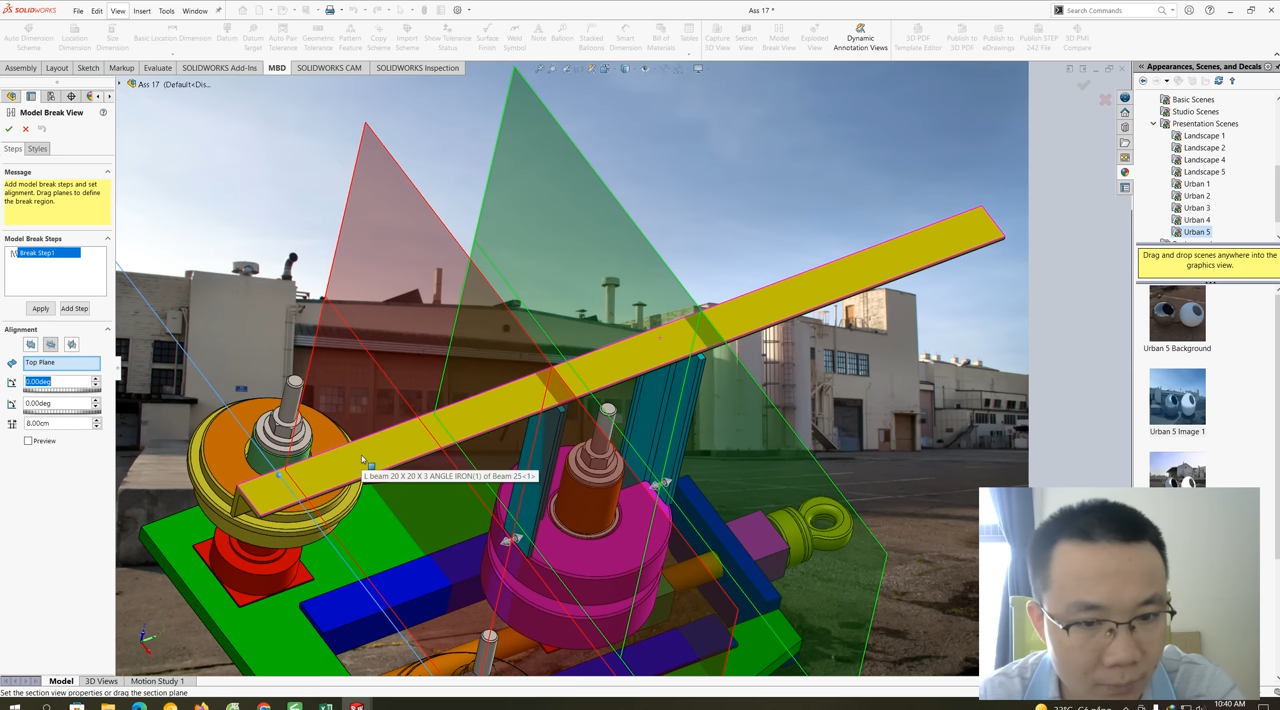 SOLIDWORKS File Edit View Insert Tools Window Ass 17 * Search Commands
Auto Dimension Scheme Location Dimension Size Dimension Basic Location Dimension Datum Datum Target Auto Pair Tolerance Geometric Tolerance Pattern Feature Copy Scheme Import Scheme Show Tolerance Status Surface Finish Weld Symbol Note Balloon Stacked Balloons Smart Dimension Bill of Materials Tables Capture 3D View Section View Model Break View Exploded View Dynamic Annotation Views 3D PDF Template Editor Publish to 3D PDF Publish to eDrawings Publish STEP 242 File 3D PMI Compare
Assembly Layout Sketch Markup Evaluate SOLIDWORKS Add-Ins MBD SOLIDWORKS CAM SOLIDWORKS Inspection
Appearances, Scenes, and Decals
Ass 17 (Default<Dis...
Model Break View
Steps Styles
Message
Add model break steps and set
alignment. Drag planes to define
the break region.
Model Break Steps
Break Step1
Apply Add Step
Alignment
Top Plane
0.00deg
0.00deg
8.00cm
Preview
L beam 20 X 20 X 3 ANGLE IRON(1) of Beam 25<1>
Basic Scenes
Studio Scenes
Presentation Scenes
Landscape 1
Landscape 2
Landscape 4
Landscape 5
Urban 1
Urban 2
Urban 3
Urban 4
Urban 5
Drag and drop scenes anywhere into the
graphics view.
Urban 5 Background
Urban 5 Image 1
Model 3D Views Motion Study 1
Set the section view properties or drag the section plane
10:40 AM